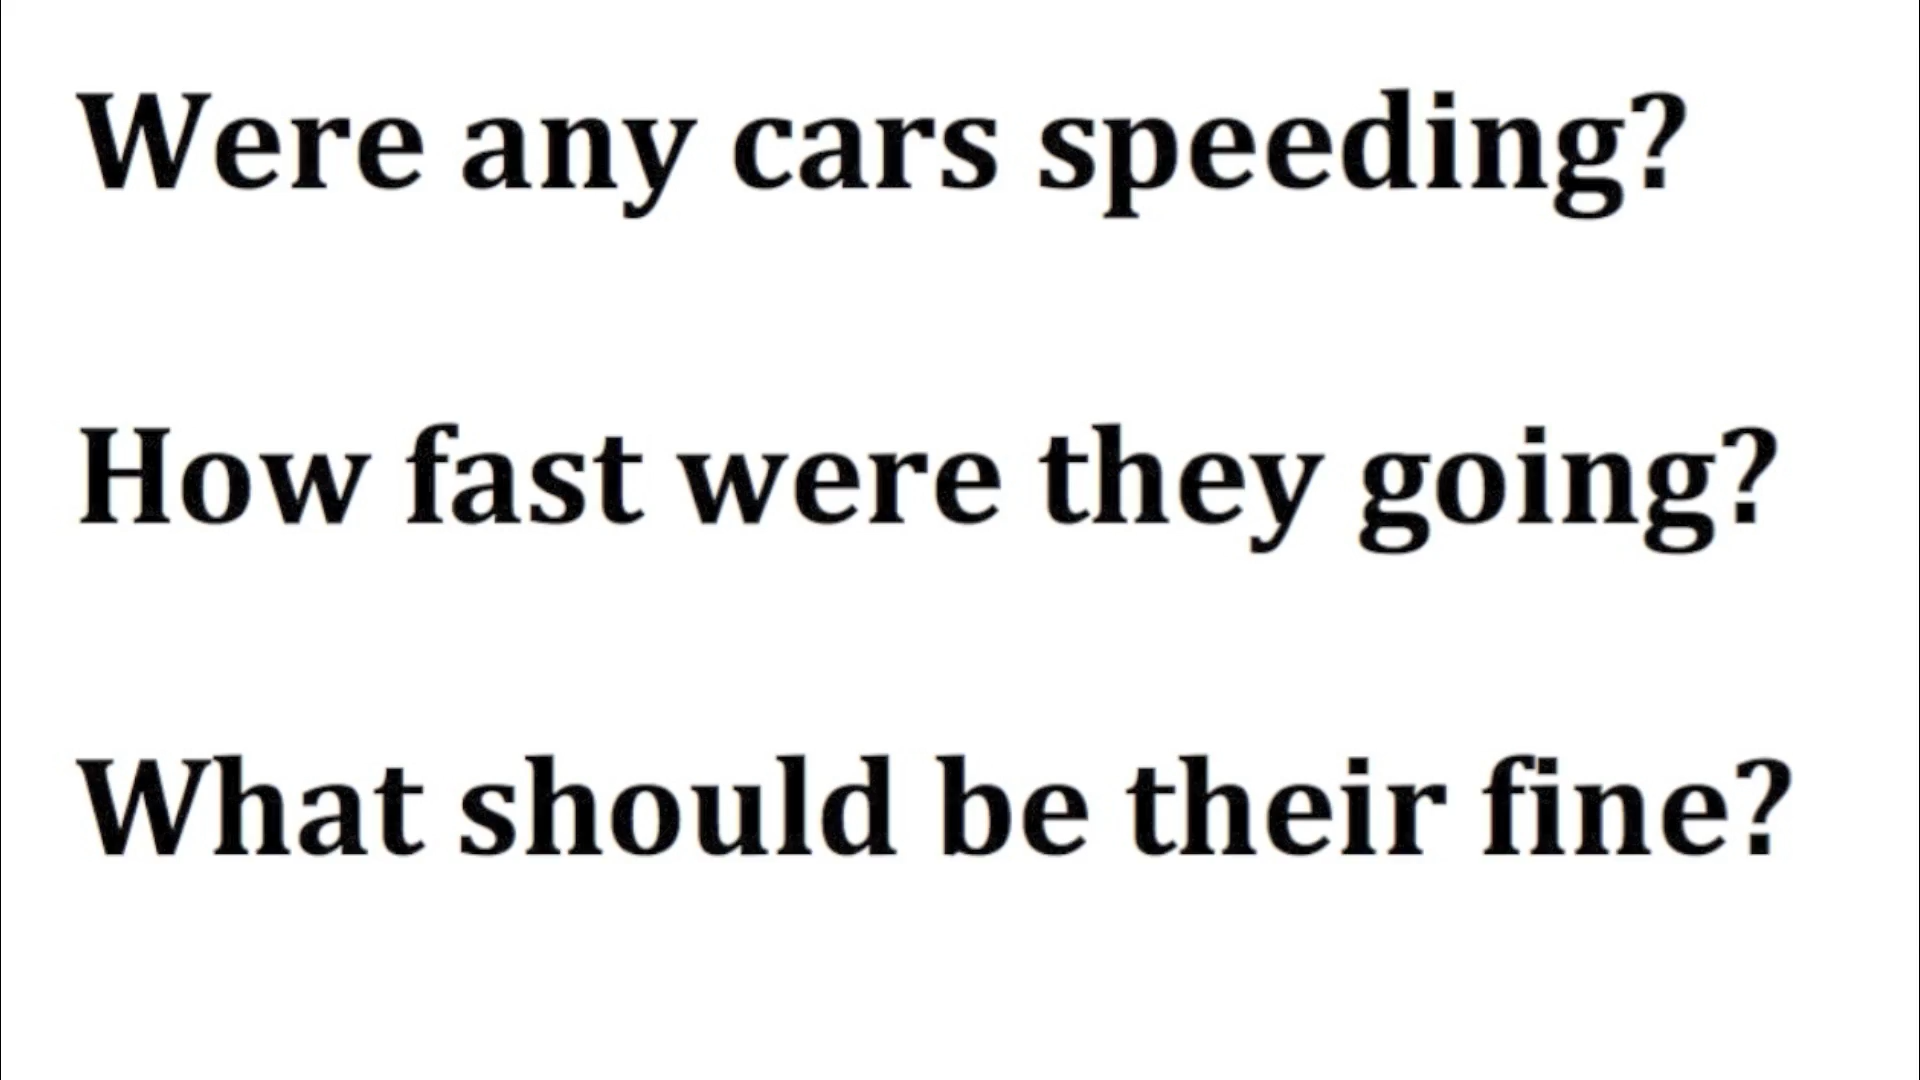 Were any cars speeding?
How fast were they going?
What should be their fine?